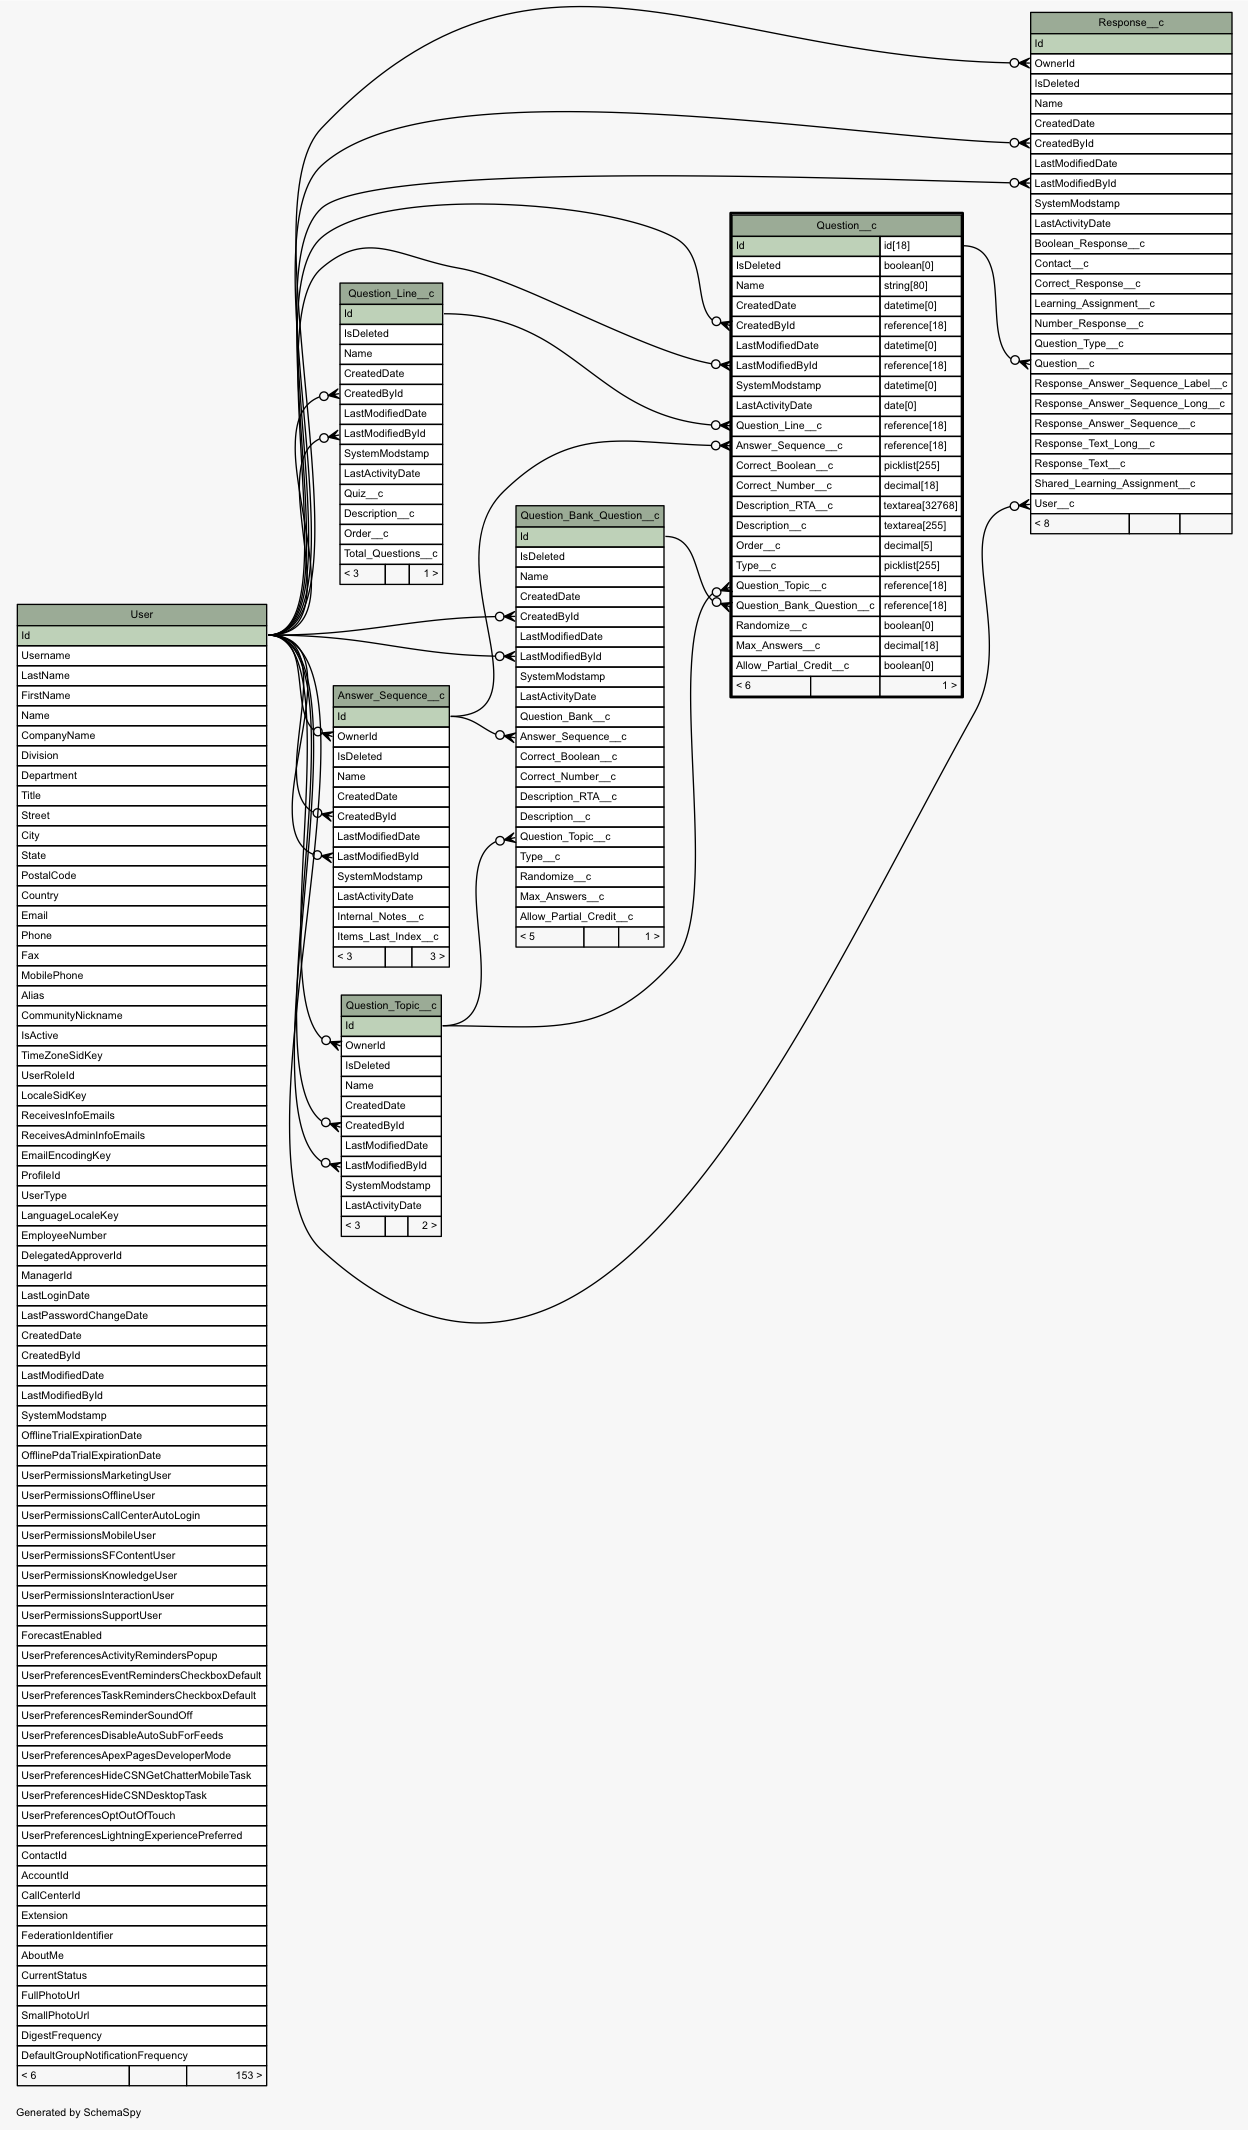 Response__c
Id
OwnerId
IsDeleted
Name
CreatedDate
CreatedById
LastModifiedDate
LastModifiedById
SystemModstamp
LastActivityDate
Boolean_Response__c
Contact__c
Correct_Response__c
Learning_Assignment__c
Number_Response__c
Question_Type__c
Question__c
Response_Answer_Sequence_Label__c
Response_Answer_Sequence_Long__c
Response_Answer_Sequence__c
Response_Text_Long__c
Response_Text__c
Shared_Learning_Assignment__c
User__c
< 8
Question__c
Id id[18]
IsDeleted boolean[0]
Name string[80]
CreatedDate datetime[0]
CreatedById reference[18]
LastModifiedDate datetime[0]
LastModifiedById reference[18]
SystemModstamp datetime[0]
LastActivityDate date[0]
Question_Line__c reference[18]
Answer_Sequence__c reference[18]
Correct_Boolean__c picklist[255]
Correct_Number__c decimal[18]
Description_RTA__c textarea[32768]
Description__c textarea[255]
Order__c decimal[5]
Type__c picklist[255]
Question_Topic__c reference[18]
Question_Bank_Question__c reference[18]
Randomize__c boolean[0]
Max_Answers__c decimal[18]
Allow_Partial_Credit__c boolean[0]
< 6 1 >
Question_Line__c
Id
IsDeleted
Name
CreatedDate
CreatedById
LastModifiedDate
LastModifiedById
SystemModstamp
LastActivityDate
Quiz__c
Description__c
Order__c
Total_Questions__c
< 3 1 >
Question_Bank_Question__c
Id
IsDeleted
Name
CreatedDate
CreatedById
LastModifiedDate
LastModifiedById
SystemModstamp
LastActivityDate
Question_Bank__c
Answer_Sequence__c
Correct_Boolean__c
Correct_Number__c
Description_RTA__c
Description__c
Question_Topic__c
Type__c
Randomize__c
Max_Answers__c
Allow_Partial_Credit__c
< 5 1 >
Answer_Sequence__c
Id
OwnerId
IsDeleted
Name
CreatedDate
CreatedById
LastModifiedDate
LastModifiedById
SystemModstamp
LastActivityDate
Internal_Notes__c
Items_Last_Index__c
< 3 3 >
Question_Topic__c
Id
OwnerId
IsDeleted
Name
CreatedDate
CreatedById
LastModifiedDate
LastModifiedById
SystemModstamp
LastActivityDate
< 3 2 >
User
Id
Username
LastName
FirstName
Name
CompanyName
Division
Department
Title
Street
City
State
PostalCode
Country
Email
Phone
Fax
MobilePhone
Alias
CommunityNickname
IsActive
TimeZoneSidKey
UserRoleId
LocaleSidKey
ReceivesInfoEmails
ReceivesAdminInfoEmails
EmailEncodingKey
ProfileId
UserType
LanguageLocaleKey
EmployeeNumber
DelegatedApproverId
ManagerId
LastLoginDate
LastPasswordChangeDate
CreatedDate
CreatedById
LastModifiedDate
LastModifiedById
SystemModstamp
OfflineTrialExpirationDate
OfflinePdaTrialExpirationDate
UserPermissionsMarketingUser
UserPermissionsOfflineUser
UserPermissionsCallCenterAutoLogin
UserPermissionsMobileUser
UserPermissionsSFContentUser
UserPermissionsKnowledgeUser
UserPermissionsInteractionUser
UserPermissionsSupportUser
ForecastEnabled
UserPreferencesActivityRemindersPopup
UserPreferencesEventRemindersCheckboxDefault
UserPreferencesTaskRemindersCheckboxDefault
UserPreferencesReminderSoundOff
UserPreferencesDisableAutoSubForFeeds
UserPreferencesApexPagesDeveloperMode
UserPreferencesHideCSNGetChatterMobileTask
UserPreferencesHideCSNDesktopTask
UserPreferencesOptOutOfTouch
UserPreferencesLightningExperiencePreferred
ContactId
AccountId
CallCenterId
Extension
FederationIdentifier
AboutMe
CurrentStatus
FullPhotoUrl
SmallPhotoUrl
DigestFrequency
DefaultGroupNotificationFrequency
< 6 153 >
Generated by SchemaSpy